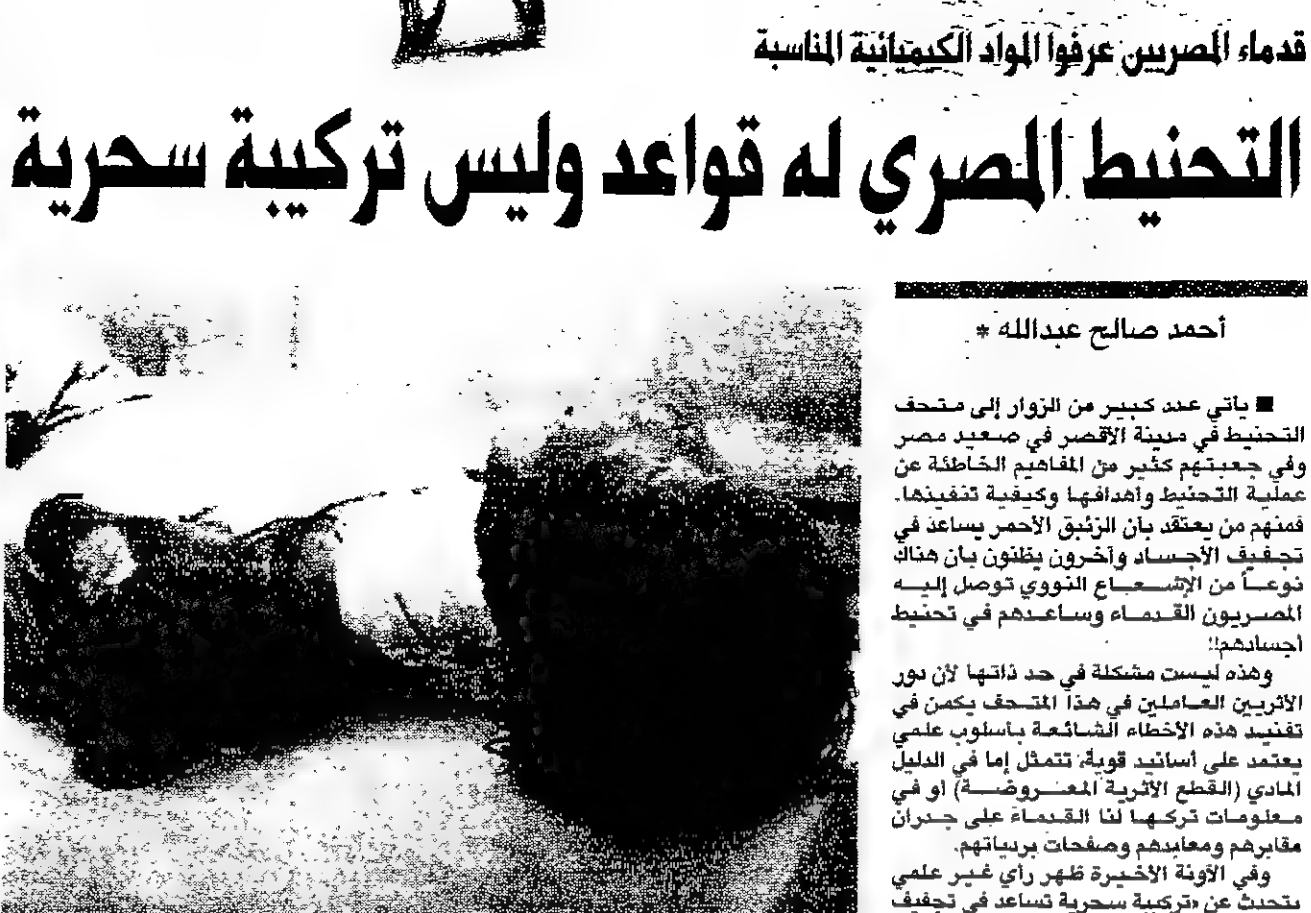 قدماء المصريين عرفوا المواد الكيميائية المناسبة
التحنيط المصري له قواعد وليس تركيبة سحرية
أحمد صالح عبدالله *
■ يأتي عدد كبير من الزوار إلى متحف
التحنيط في مدينة الأقصر في صعيد مصر
وفي جعبتهم كثير من المفاهيم الخاطئة عن
عملية التحنيط وأهدافها وكيفية تنفيذها.
فمنهم من يعتقد بأن الزئبق الأحمر يساعد في
تجفيف الأجساد وآخرون يظنون بأن هناك
نوعاً من الإشعاع النووي توصل إليه
المصريون القدماء وساعدهم في تحنيط
أجسادهم!!
وهذه ليست مشكلة في حد ذاتها لأن دور
الأثريين العاملين في هذا المتحف يكمن في
تفنيد هذه الأخطاء الشائعة بأسلوب علمي
يعتمد على أسانيد قوية، تتمثل إما في الدليل
المادي (القطع الأثرية المعروضة) او في
معلومات تركها لنا القدماء على جدران
مقابرهم ومعابدهم وصفحات بردياتهم.
وفي الآونة الأخيرة ظهر رأي غير علمي
يتحدث عن «تركيبة سحرية تساعد في تجفيف